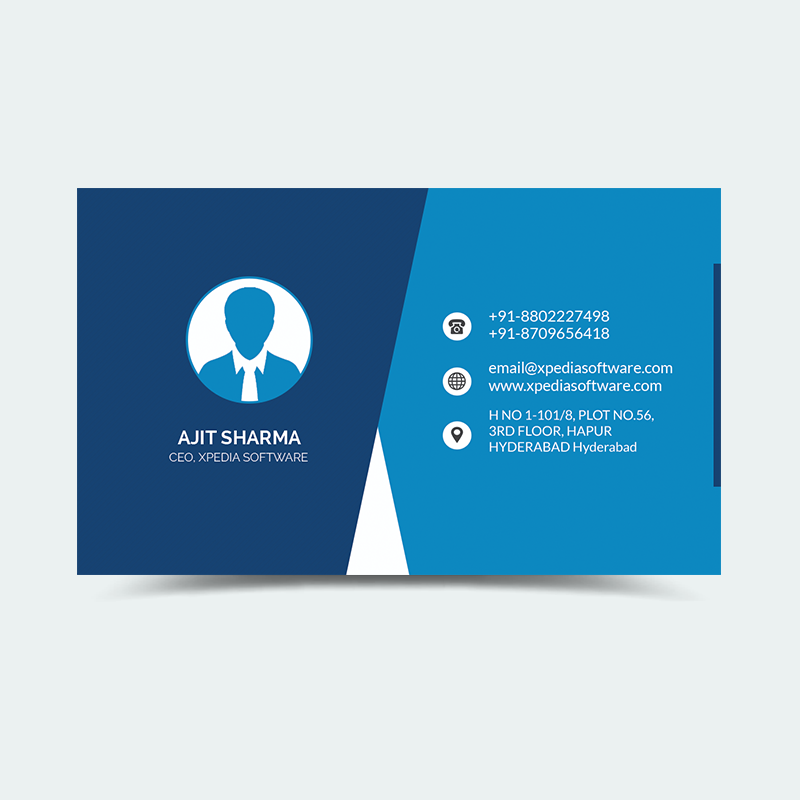 AJIT SHARMA
CEO, XPEDIA SOFTWARE
+91-8802227498
+91-8709656418
email@xpediasoftware.com
www.xpediasoftware.com
H NO 1-101/8, PLOT NO.56,
3RD FLOOR, HAPUR
HYDERABAD Hyderabad